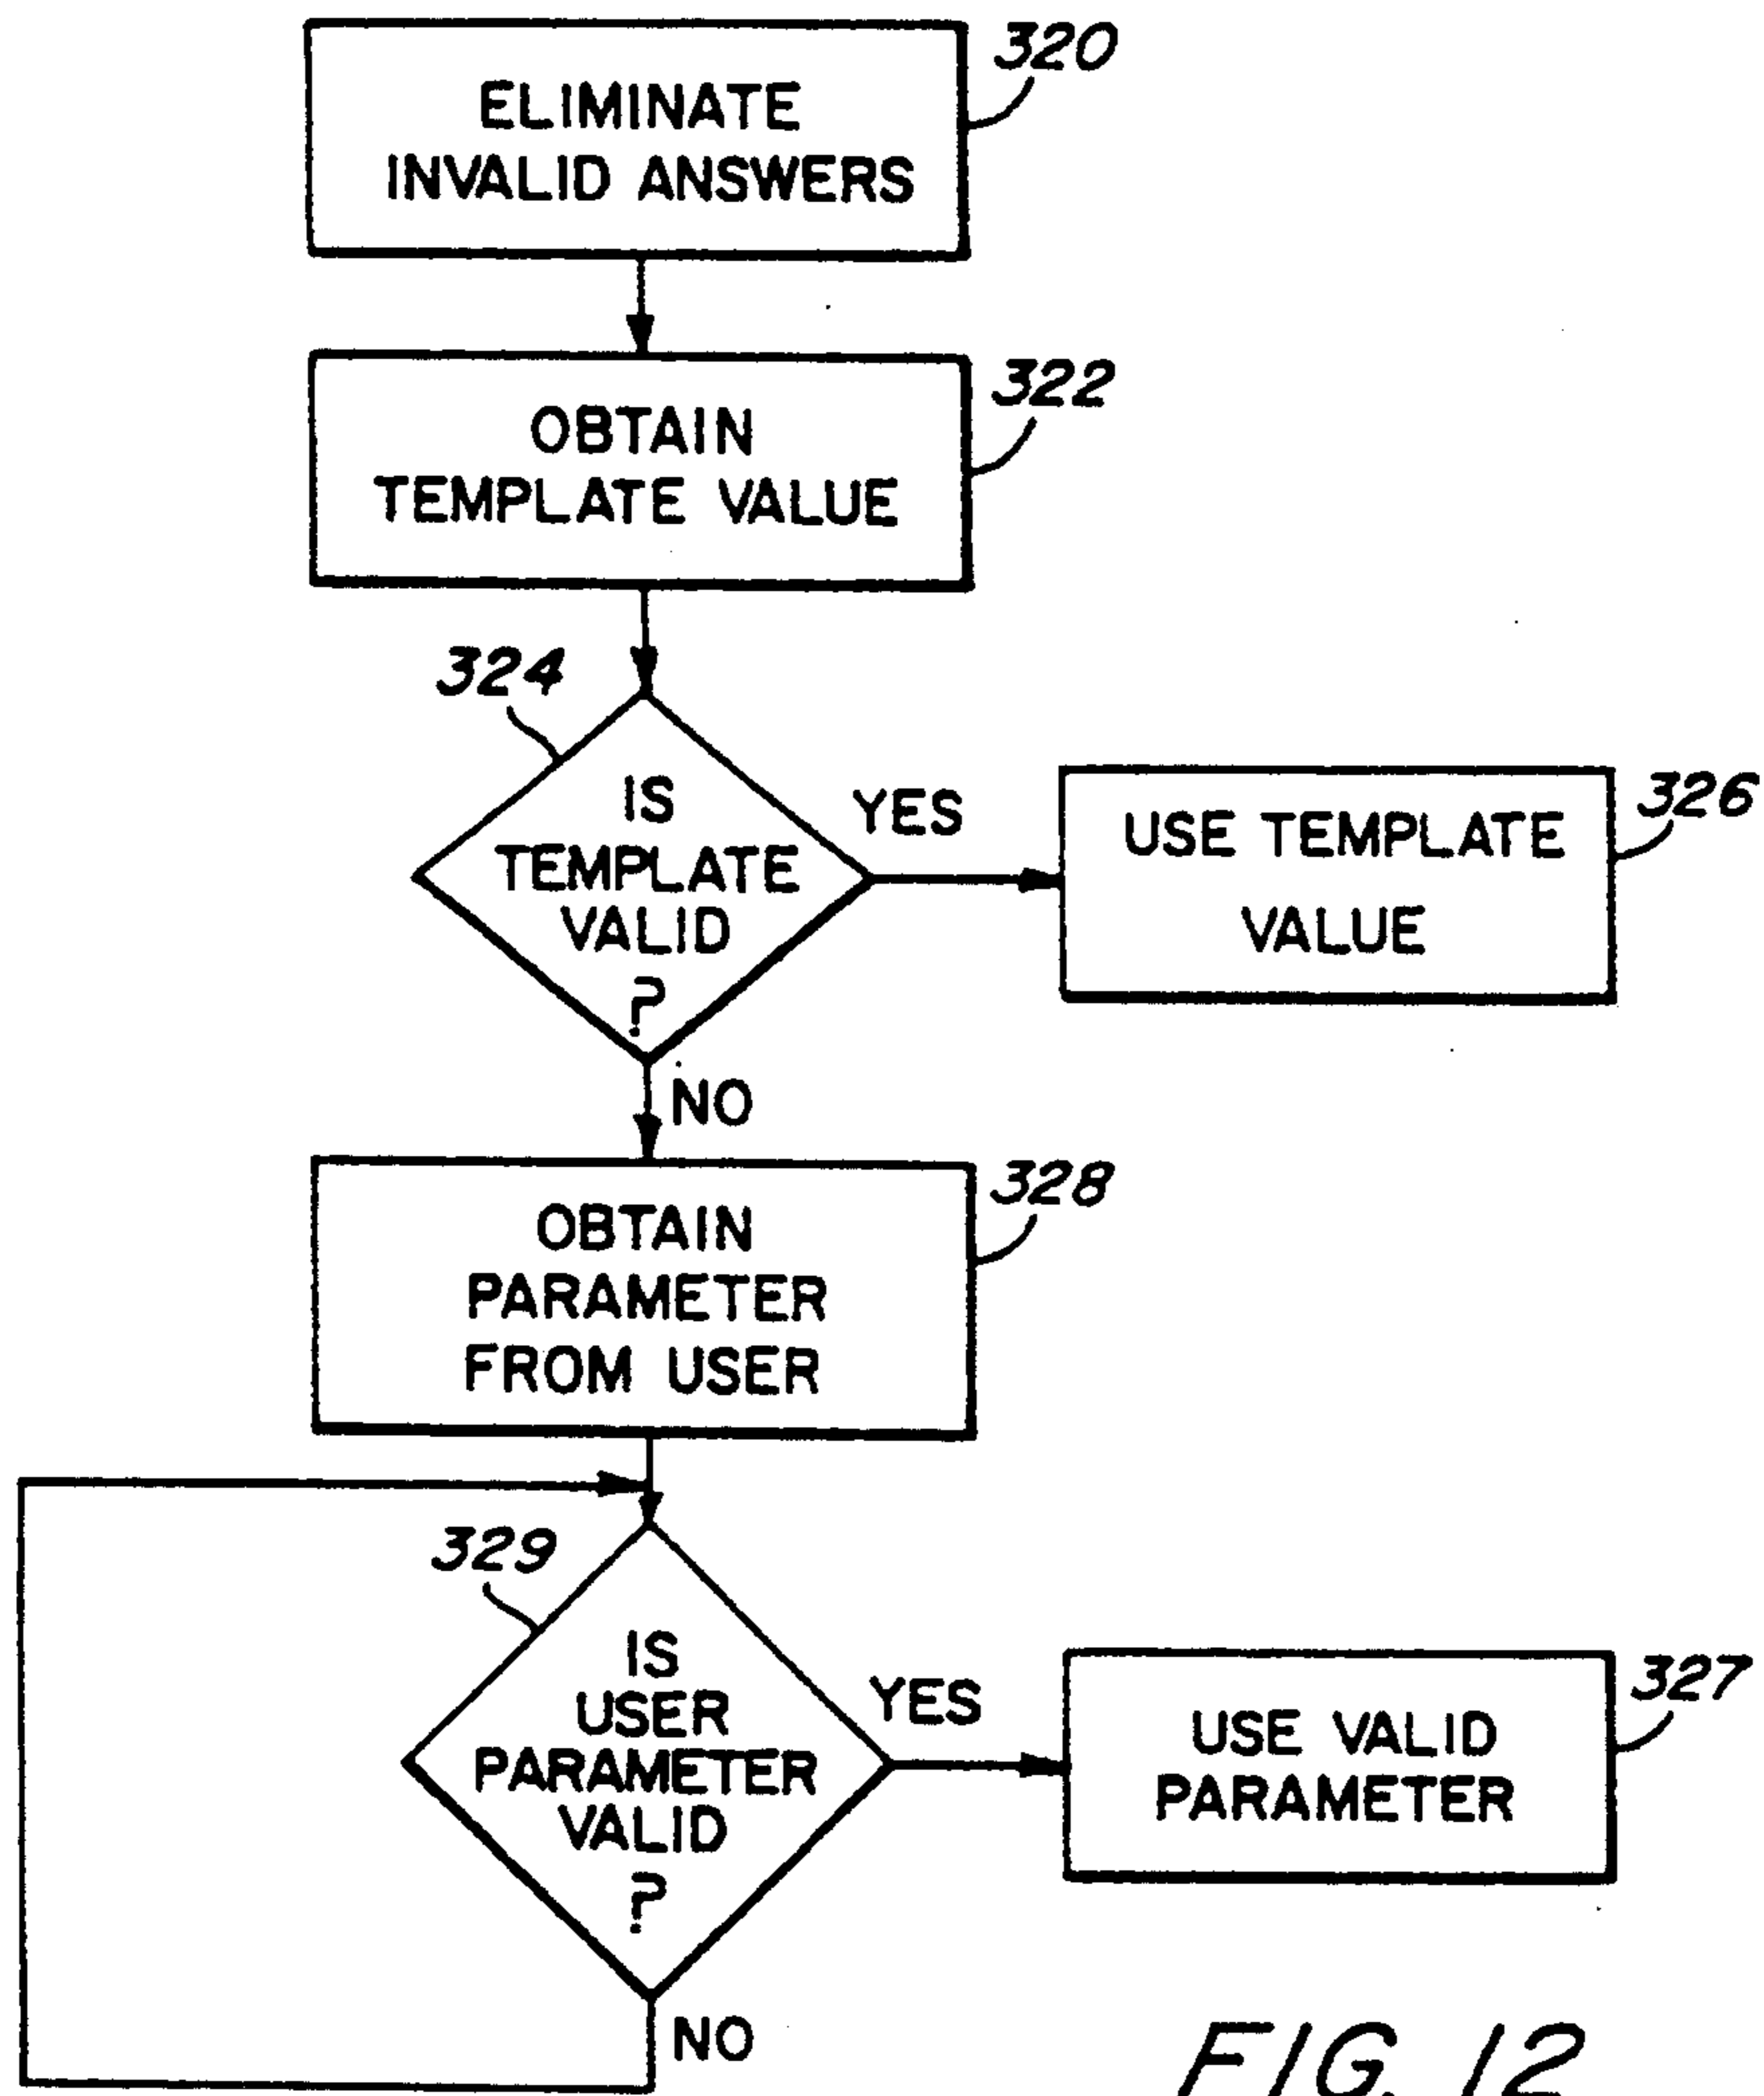 320
ELIMINATE
INVALID ANSWERS
322
OBTAIN
TEMPLATE VALUE
324
IS
TEMPLATE
VALID
?
YES
326
USE TEMPLATE
VALUE
NO
328
OBTAIN
PARAMETER
FROM USER
329
IS
USER
PARAMETER
VALID
?
YES
327
USE VALID
PARAMETER
NO
FIG. 12